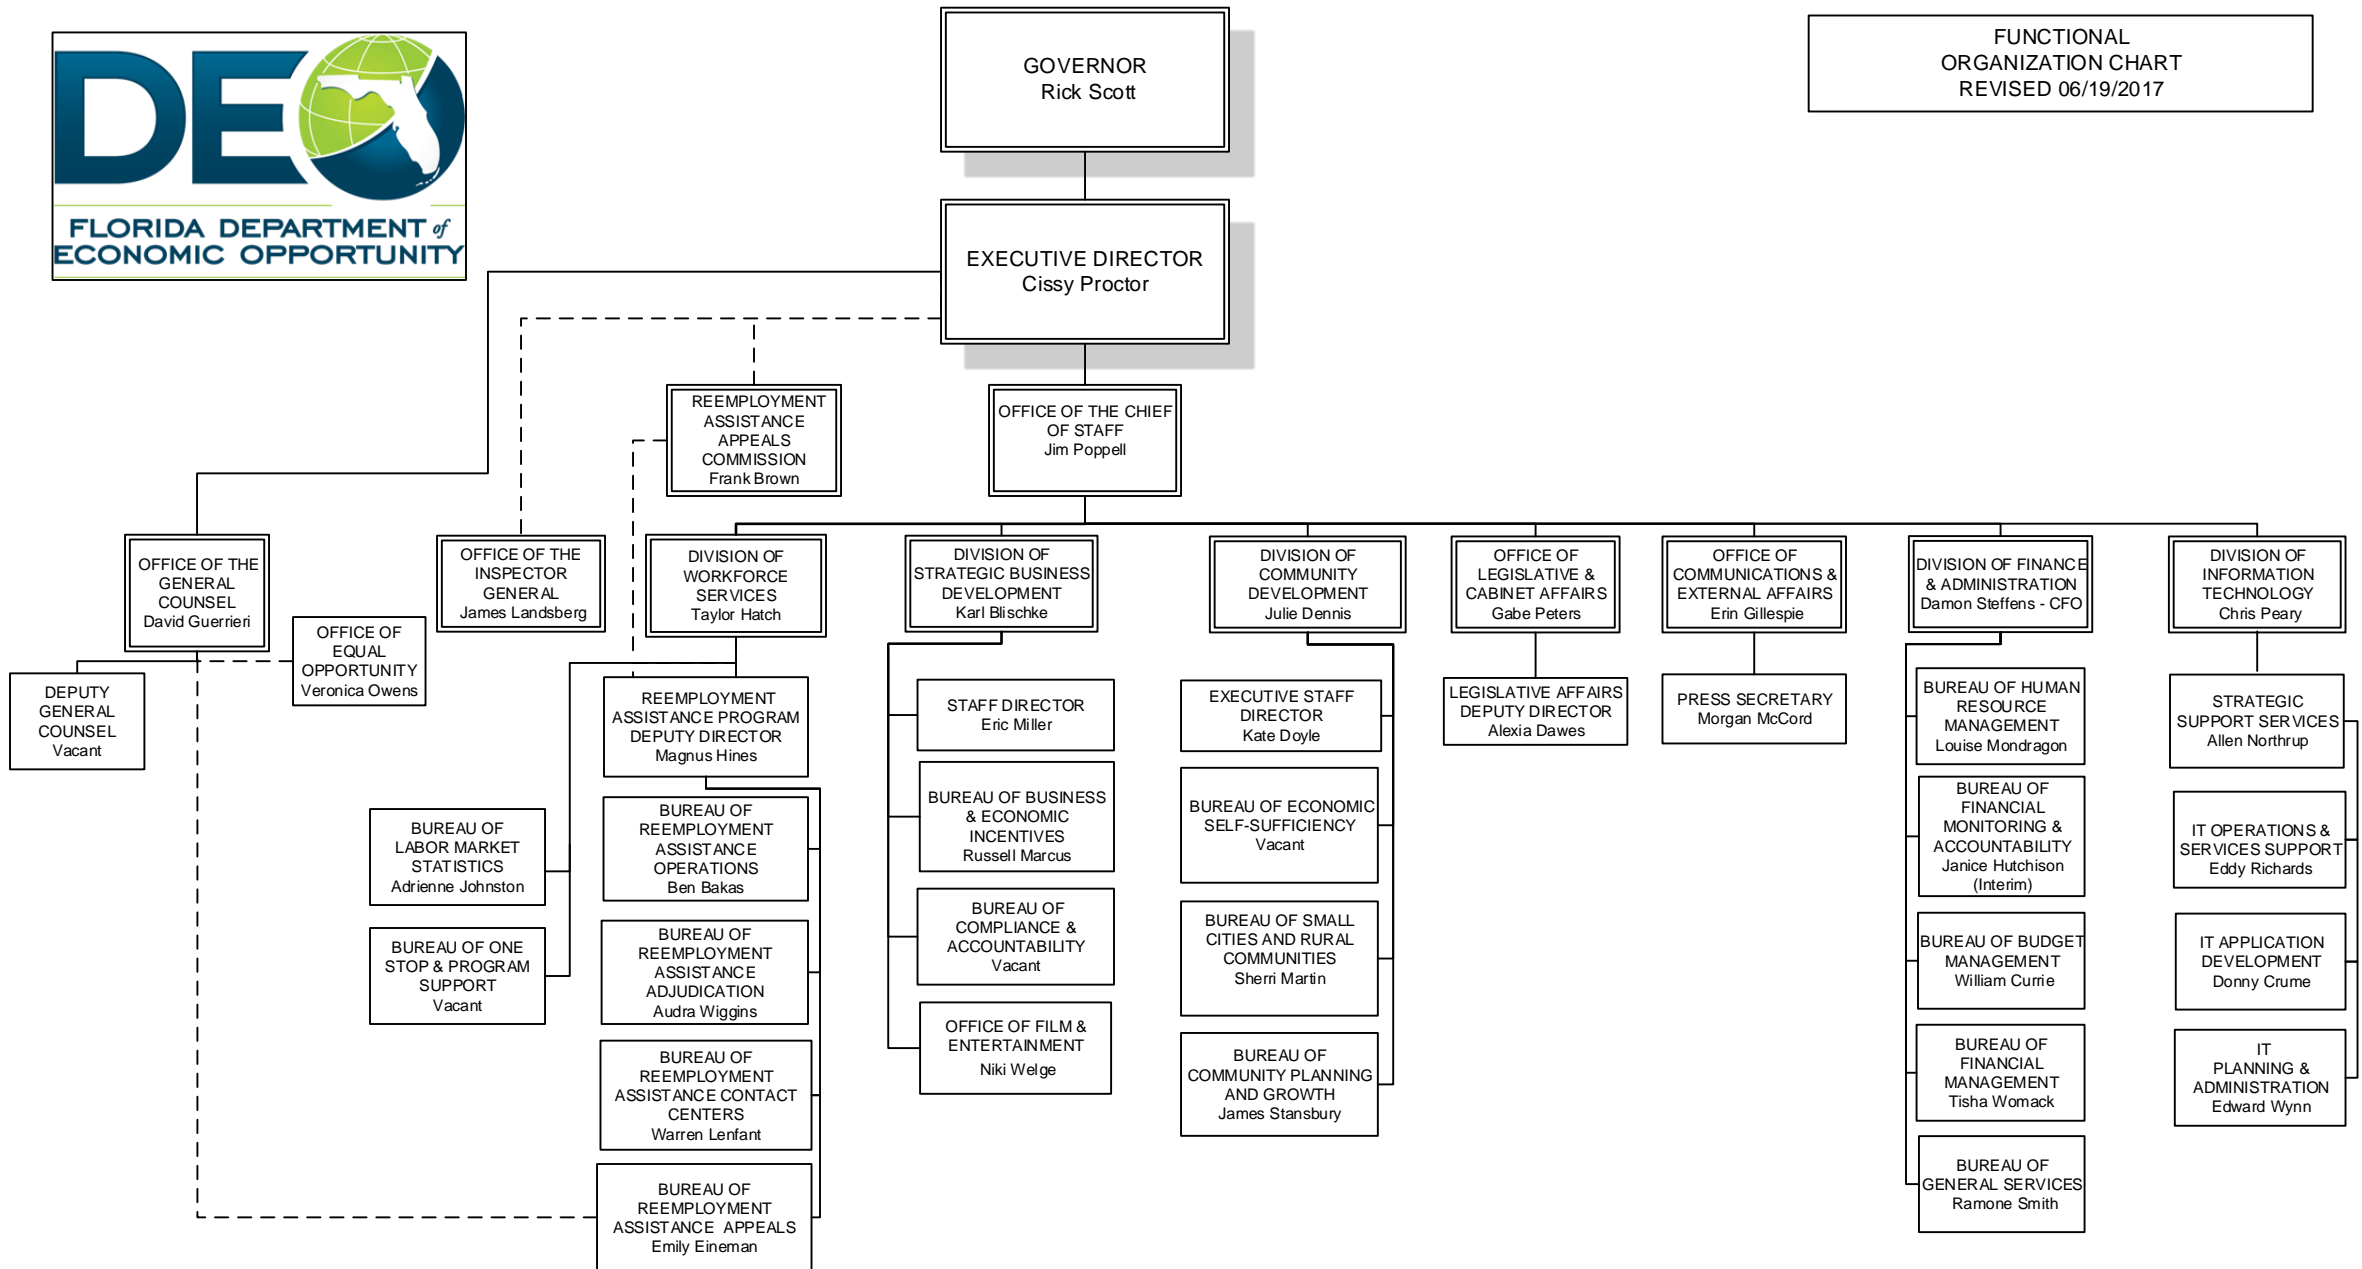 DEO
FLORIDA DEPARTMENT of
ECONOMIC OPPORTUNITY
GOVERNOR
Rick Scott
FUNCTIONAL
ORGANIZATION CHART
REVISED 06/19/2017
EXECUTIVE DIRECTOR
Cissy Proctor
REEMPLOYMENT
ASSISTANCE
APPEALS
COMMISSION
Frank Brown
OFFICE OF THE CHIEF
OF STAFF
Jim Poppell
OFFICE OF THE
GENERAL
COUNSEL
David Guerrieri
OFFICE OF THE
INSPECTOR
GENERAL
James Landsberg
DIVISION OF
WORKFORCE
SERVICES
Taylor Hatch
DIVISION OF
STRATEGIC BUSINESS
DEVELOPMENT
Karl Blischke
DIVISION OF
COMMUNITY
DEVELOPMENT
Julie Dennis
OFFICE OF
LEGISLATIVE &
CABINET AFFAIRS
Gabe Peters
OFFICE OF
COMMUNICATIONS &
EXTERNAL AFFAIRS
Erin Gillespie
DIVISION OF FINANCE
& ADMINISTRATION
Damon Steffens - CFO
DIVISION OF
INFORMATION
TECHNOLOGY
Chris Peary
OFFICE OF
EQUAL
OPPORTUNITY
Veronica Owens
DEPUTY
GENERAL
COUNSEL
Vacant
REEMPLOYMENT
ASSISTANCE PROGRAM
DEPUTY DIRECTOR
Magnus Hines
BUREAU OF
LABOR MARKET
STATISTICS
Adrienne Johnston
BUREAU OF ONE
STOP & PROGRAM
SUPPORT
Vacant
BUREAU OF
REEMPLOYMENT
ASSISTANCE
OPERATIONS
Ben Bakas
BUREAU OF
REEMPLOYMENT
ASSISTANCE
ADJUDICATION
Audra Wiggins
BUREAU OF
REEMPLOYMENT
ASSISTANCE CONTACT
CENTERS
Warren Lenfant
BUREAU OF
REEMPLOYMENT
ASSISTANCE APPEALS
Emily Eineman
STAFF DIRECTOR
Eric Miller
BUREAU OF BUSINESS
& ECONOMIC
INCENTIVES
Russell Marcus
BUREAU OF
COMPLIANCE &
ACCOUNTABILITY
Vacant
OFFICE OF FILM &
ENTERTAINMENT
Niki Welge
EXECUTIVE STAFF
DIRECTOR
Kate Doyle
BUREAU OF ECONOMIC
SELF-SUFFICIENCY
Vacant
BUREAU OF SMALL
CITIES AND RURAL
COMMUNITIES
Sherri Martin
BUREAU OF
COMMUNITY PLANNING
AND GROWTH
James Stansbury
LEGISLATIVE AFFAIRS
DEPUTY DIRECTOR
Alexia Dawes
PRESS SECRETARY
Morgan McCord
BUREAU OF HUMAN
RESOURCE
MANAGEMENT
Louise Mondragon
BUREAU OF
FINANCIAL
MONITORING &
ACCOUNTABILITY
Janice Hutchison
(Interim)
BUREAU OF BUDGET
MANAGEMENT
William Currie
BUREAU OF
FINANCIAL
MANAGEMENT
Tisha Womack
BUREAU OF
GENERAL SERVICES
Ramone Smith
STRATEGIC
SUPPORT SERVICES
Allen Northrup
IT OPERATIONS &
SERVICES SUPPORT
Eddy Richards
IT APPLICATION
DEVELOPMENT
Donny Crume
IT
PLANNING &
ADMINISTRATION
Edward Wynn